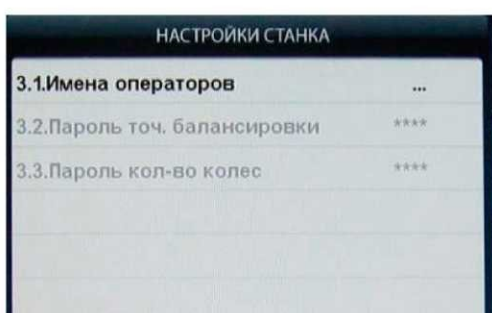 НАСТРОЙКИ СТАНКА
3.1.Имена операторов ...
3.2.Пароль точ. балансировки ****
3.3.Пароль кол-во колес ****